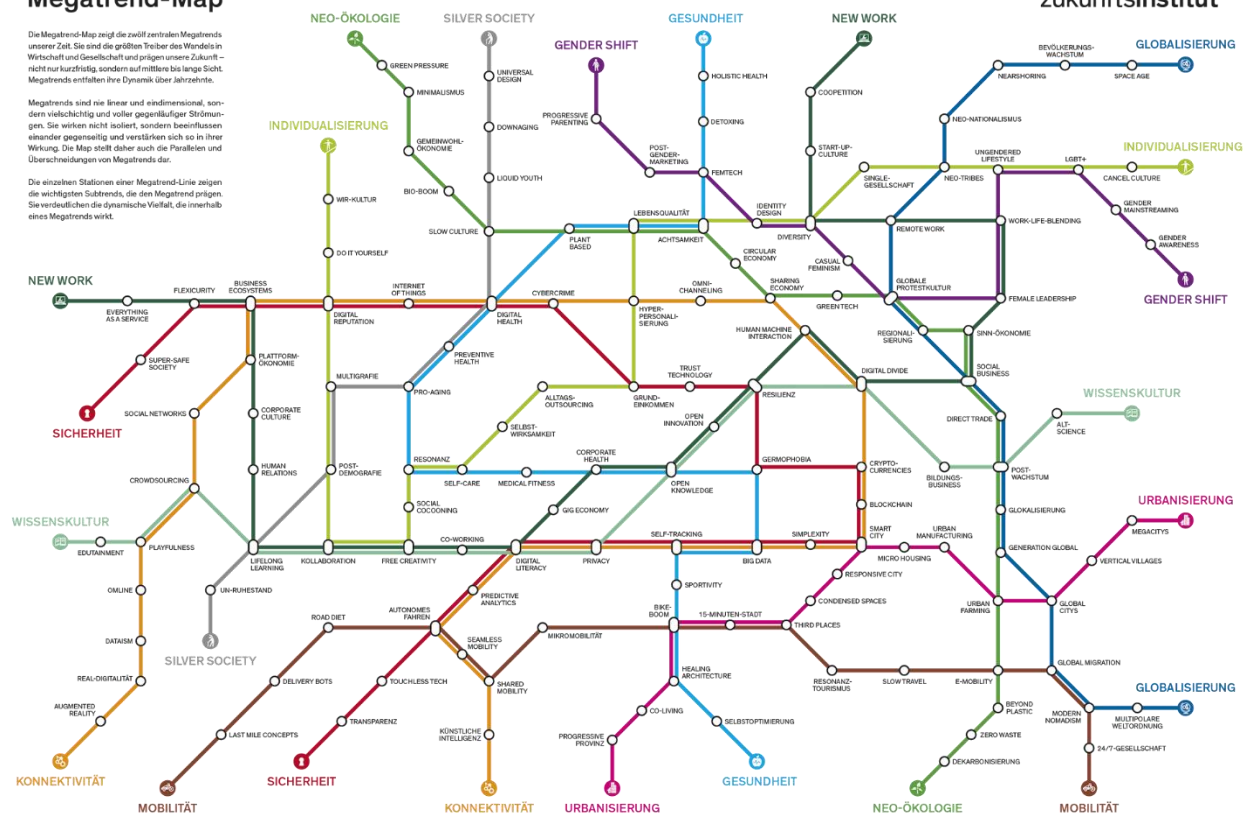 Megatrend-Map
zukunftsinstitut
Die Megatrend-Map zeigt die zwölf zentralen Megatrends
unserer Zeit. Sie sind die größten Treiber des Wandels in
Wirtschaft und Gesellschaft und prägen unsere Zukunft –
nicht nur kurzfristig, sondern auf mittlere bis lange Sicht.
Megatrends entfalten ihre Dynamik über Jahrzehnte.
Megatrends sind nie linear und eindimensional, son-
dern vielschichtig und voller gegenläufiger Strömun-
gen. Sie wirken nicht isoliert, sondern beeinflussen
einander gegenseitig und verstärken sich so in ihrer
Wirkung. Die Map stellt daher auch die Parallelen und
Überschneidungen von Megatrends dar.
Die einzelnen Stationen einer Megatrend-Linie zeigen
die wichtigsten Subtrends, die den Megatrend prägen.
Sie verdeutlichen die dynamische Vielfalt, die innerhalb
eines Megatrends wirkt.
NEO-ÖKOLOGIE
SILVER SOCIETY
GENDER SHIFT
GESUNDHEIT
NEW WORK
GLOBALISIERUNG
BEVÖLKERUNGS-
WACHSTUM
NEARSHORING
SPACE AGE
GREEN PRESSURE
UNIVERSAL
DESIGN
HOLISTIC HEALTH
MINIMALISMUS
COOPETITION
PROGRESSIVE
PARENTING
NEO-NATIONALISMUS
INDIVIDUALISIERUNG
DOWNAGING
DETOXING
GEMEINWOHL-
ÖKONOMIE
POST-
GENDER-
MARKETING
START-UP-
CULTURE
UNGENDERED
LIFESTYLE
LGBT+
INDIVIDUALISIERUNG
LIQUID YOUTH
FEMTECH
SINGLE-
GESELLSCHAFT
NEO-TRIBES
CANCEL CULTURE
BIO-BOOM
WIR-KULTUR
GENDER
MAINSTREAMING
LEBENSQUALITÄT
IDENTITY
DESIGN
SLOW CULTURE
PLANT
BASED
ACHTSAMKEIT
DIVERSITY
REMOTE WORK
WORK-LIFE-BLENDING
GENDER
AWARENESS
DO IT YOURSELF
CIRCULAR
ECONOMY
CASUAL
FEMINISM
NEW WORK
FLEXICURITY
BUSINESS
ECOSYSTEMS
INTERNET
OF THINGS
CYBERCRIME
OMNI-
CHANNELING
SHARING
ECONOMY
GLOBALE
PROTESTKULTUR
GENDER SHIFT
EVERYTHING
AS A SERVICE
DIGITAL
REPUTATION
DIGITAL
HEALTH
HYPER-
PERSONALI-
SIERUNG
GREEN TECH
FEMALE LEADERSHIP
HUMAN MACHINE
INTERACTION
REGIONALI-
SIERUNG
SINN-ÖKONOMIE
SUPER-SAFE
SOCIETY
PLATTFORM-
ÖKONOMIE
PREVENTIVE
HEALTH
MULTIGRAFIE
PRO-AGING
ALLTAGS-
OUTSOURCING
GRUND-
EINKOMMEN
TRUST
TECHNOLOGY
RESILIENZ
DIGITAL DIVIDE
SOCIAL
BUSINESS
WISSENSKULTUR
SICHERHEIT
SOCIAL NETWORKS
CORPORATE
CULTURE
SELBST-
WIRKSAMKEIT
OPEN
INNOVATION
DIRECT TRADE
ALT-
SCIENCE
CROWDSOURCING
HUMAN
RELATIONS
POST-
DEMOGRAFIE
RESONANZ
SELF-CARE
MEDICAL FITNESS
CORPORATE
HEALTH
OPEN
KNOWLEDGE
GERMOPHOBIA
CRYPTO-
CURRENCIES
BILDUNGS-
BUSINESS
POST-
WACHSTUM
SOCIAL
COCOONING
GIG ECONOMY
BLOCKCHAIN
GLOKALISIERUNG
URBANISIERUNG
MEGACITYS
WISSENSKULTUR
EDUTAINMENT
PLAYFULNESS
LIFELONG
LEARNING
KOLLABORATION
FREE CREATIVITY
CO-WORKING
DIGITAL
LITERACY
PRIVACY
SELF-TRACKING
BIG DATA
SIMPLEXITY
SMART
CITY
MICRO HOUSING
URBAN
MANUFACTURING
GENERATION GLOBAL
VERTICAL VILLAGES
OMLINE
UN-RUHESTAND
PREDICTIVE
ANALYTICS
SPORTIVITY
RESPONSIVE CITY
CONDENSED SPACES
URBAN
FARMING
GLOBAL
CITYS
ROAD DIET
AUTONOMES
FAHREN
BIKE-
BOOM
15-MINUTEN-STADT
THIRD PLACES
DATAISM
SEAMLESS
MOBILITY
MIKROMOBILITÄT
SILVER SOCIETY
REAL-DIGITALITÄT
DELIVERY BOTS
TOUCHLESS TECH
SHARED
MOBILITY
HEALING
ARCHITECTURE
RESONANZ-
TOURISMUS
SLOW TRAVEL
E-MOBILITY
GLOBAL MIGRATION
GLOBALISIERUNG
AUGMENTED
REALITY
TRANSPARENZ
CO-LIVING
SELBSTOPTIMIERUNG
BEYOND
PLASTIC
MODERN
NOMADISM
MULTIPOLARE
WELTORDNUNG
LAST MILE CONCEPTS
KÜNSTLICHE
INTELLIGENZ
PROGRESSIVE
PROVINZ
ZERO WASTE
24/7-GESELLSCHAFT
DEKARBONISIERUNG
KONNEKTIVITÄT
MOBILITÄT
SICHERHEIT
KONNEKTIVITÄT
URBANISIERUNG
GESUNDHEIT
NEO-ÖKOLOGIE
MOBILITÄT